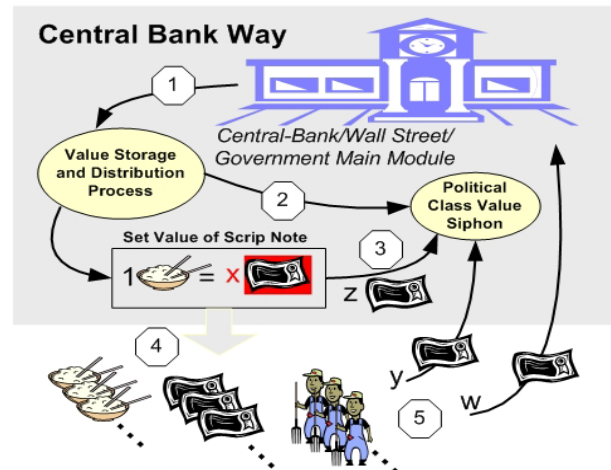 Central Bank Way
1
Central-Bank/Wall Street/
Government Main Module
Value Storage
and Distribution
Process
2
Political
Class Value
Siphon
Set Value of Scrip Note
3
1 = x
z
4
y
5
w